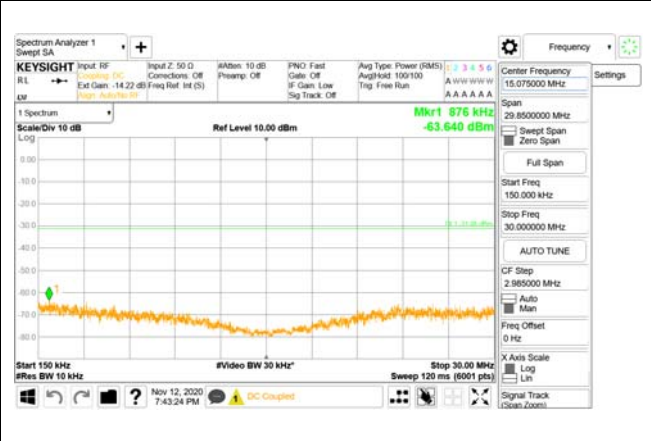 Spectrum Analyzer 1
Swept SA
Frequency
KEYSIGHT
RL
Input: RF
Coupling: DC
Ext Gain: -14.22 dB
Align: Auto/No RF
Input Z: 50 Ω
Corrections: Off
Freq Ref: Int (S)
#Atten: 10 dB
Preamp: Off
PNO: Fast
Gate: Off
IF Gain: Low
Sig Track: Off
Avg Type: Power (RMS)
Avg|Hold: 100/100
Trig: Free Run
1 2 3 4 5 6
A W W W W W
A A A A A A
1 Spectrum
Scale/Div 10 dB
Log
Ref Level 10.00 dBm
Mkr1 876 kHz
-63.640 dBm
0.00
-10.0
-20.0
-30.0
-40.0
-50.0
-60.0
-70.0
-80.0
1
Start 150 kHz
#Res BW 10 kHz
#Video BW 30 kHz*
Stop 30.00 MHz
Sweep 120 ms (6001 pts)
Nov 12, 2020
7:43:24 PM
DC Coupled
Center Frequency
15.075000 MHz
Settings
Span
29.8500000 MHz
Swept Span
Zero Span
Full Span
Start Freq
150.000 kHz
Stop Freq
30.000000 MHz
AUTO TUNE
CF Step
2.985000 MHz
Auto
Man
Freq Offset
0 Hz
X Axis Scale
Log
Lin
Signal Track
(Span Zoom)